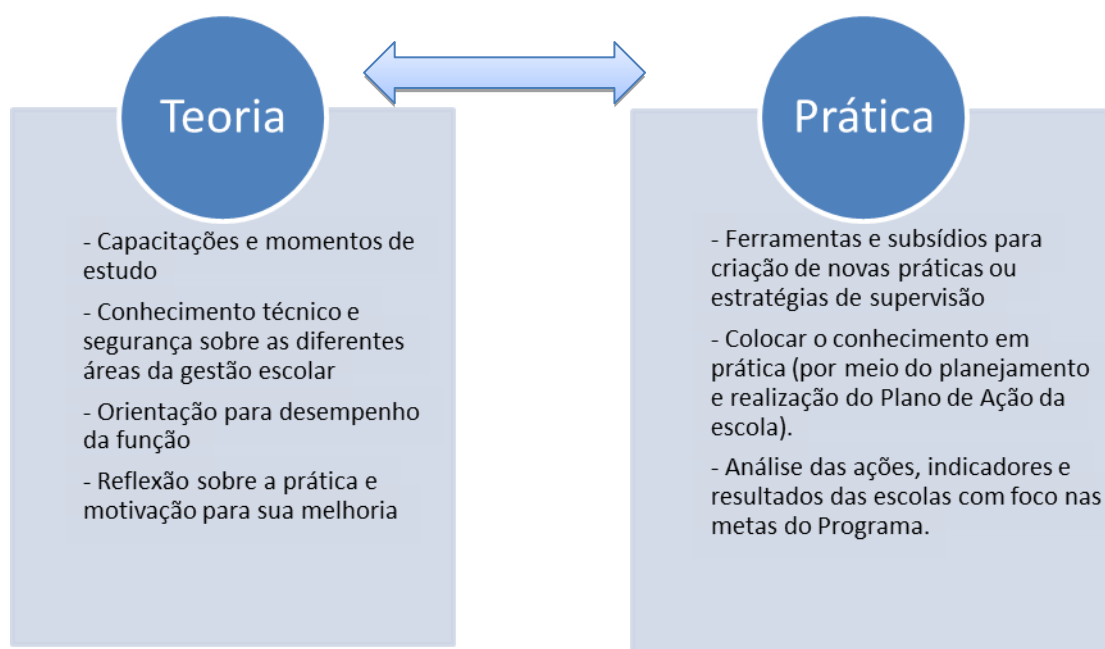 Teoria
- Capacitações e momentos de
estudo
- Conhecimento técnico e
segurança sobre as diferentes
áreas da gestão escolar
- Orientação para desempenho
da função
- Reflexão sobre a prática e
motivação para sua melhoria
Prática
- Ferramentas e subsídios para
criação de novas práticas ou
estratégias de supervisão
- Colocar o conhecimento em
prática (por meio do planejamento
e realização do Plano de Ação da
escola).
- Análise das ações, indicadores e
resultados das escolas com foco nas
metas do Programa.